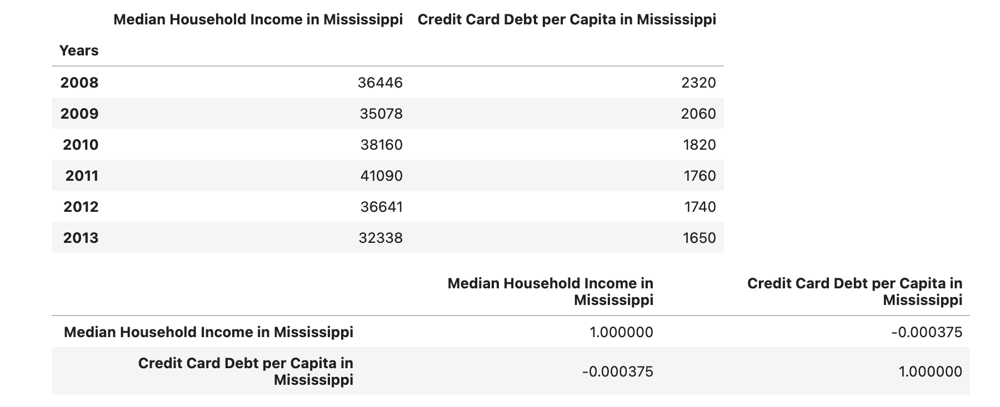 Median Household Income in Mississippi Credit Card Debt per Capita in Mississippi
Years
2008 36446 2320
2009 35078 2060
2010 38160 1820
2011 41090 1760
2012 36641 1740
2013 32338 1650
Median Household Income in Credit Card Debt per Capita in
Mississippi Mississippi
Median Household Income in Mississippi 1.000000 -0.000375
Credit Card Debt per Capita in
Mississippi -0.000375 1.000000